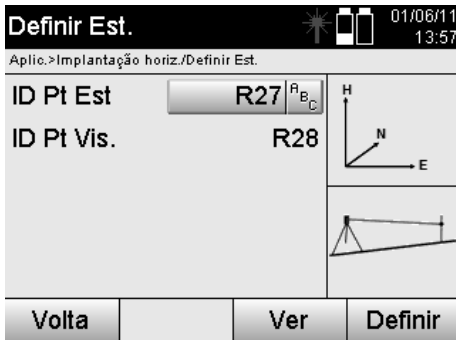 Definir Est.
01/06/11
13:57
Aplic.>Implantação horiz./Definir Est.
ID Pt Est R27 ABC
ID Pt Vis. R28
H
N
E
Volta Ver Definir